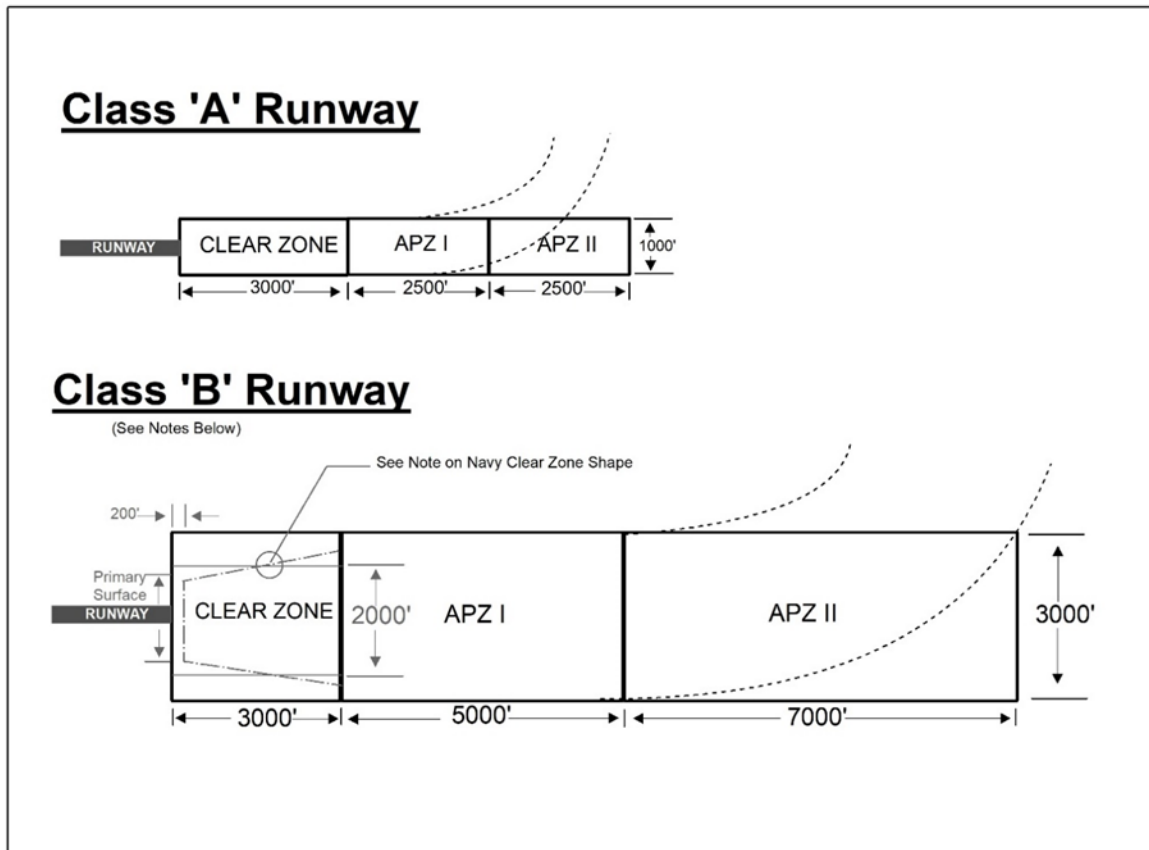 Class 'A' Runway
RUNWAY
CLEAR ZONE
APZ I
APZ II
1000'
3000'
2500'
2500'
Class 'B' Runway
(See Notes Below)
See Note on Navy Clear Zone Shape
200'
Primary
Surface
RUNWAY
CLEAR ZONE
2000'
APZ I
APZ II
3000'
3000'
5000'
7000'